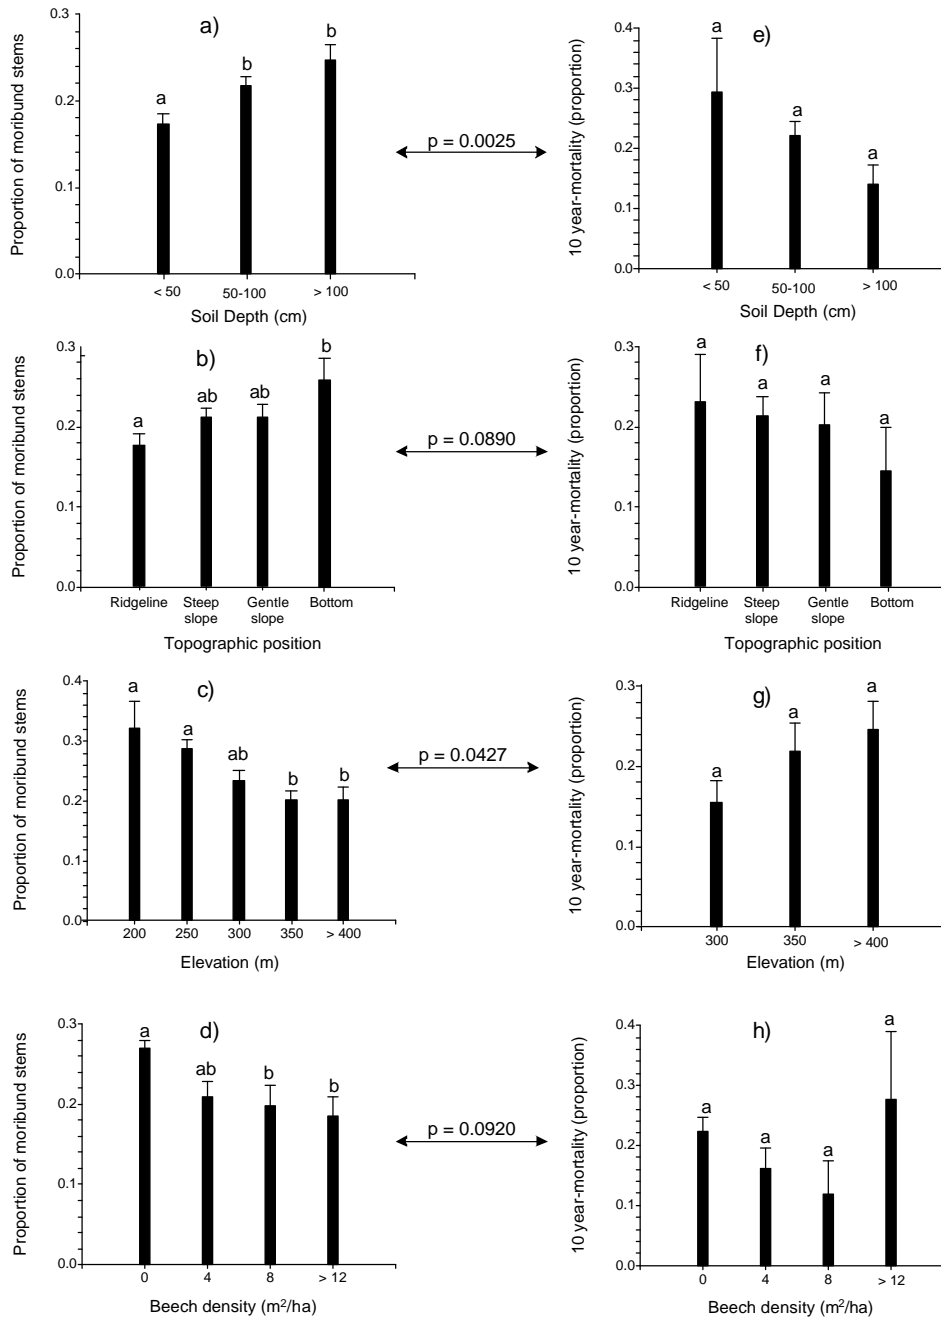 a)
Proportion of moribund stems
0.3
0.2
0.1
0.0
a
b
b
< 50
50-100
> 100
Soil Depth (cm)
p = 0.0025
e)
10 year-mortality (proportion)
0.4
0.3
0.2
0.1
0.0
a
a
a
< 50
50-100
> 100
Soil Depth (cm)
b)
Proportion of moribund stems
0.3
0.2
0.1
0.0
a
ab
ab
b
Ridgeline
Steep
slope
Gentle
slope
Bottom
Topographic position
p = 0.0890
f)
10 year-mortality (proportion)
0.3
0.2
0.1
0.0
a
a
a
a
Ridgeline
Steep
slope
Gentle
slope
Bottom
Topographic position
c)
Proportion of moribund stems
0.4
0.3
0.2
0.1
0.0
a
a
ab
b
b
200
250
300
350
> 400
Elevation (m)
p = 0.0427
g)
10 year-mortality (proportion)
0.3
0.2
0.1
0.0
a
a
a
300
350
> 400
Elevation (m)
d)
Proportion of moribund stems
0.3
0.2
0.1
0.0
a
ab
b
b
0
4
8
> 12
Beech density (m²/ha)
p = 0.0920
h)
10 year-mortality (proportion)
0.4
0.3
0.2
0.1
0.0
a
a
a
a
0
4
8
> 12
Beech density (m²/ha)